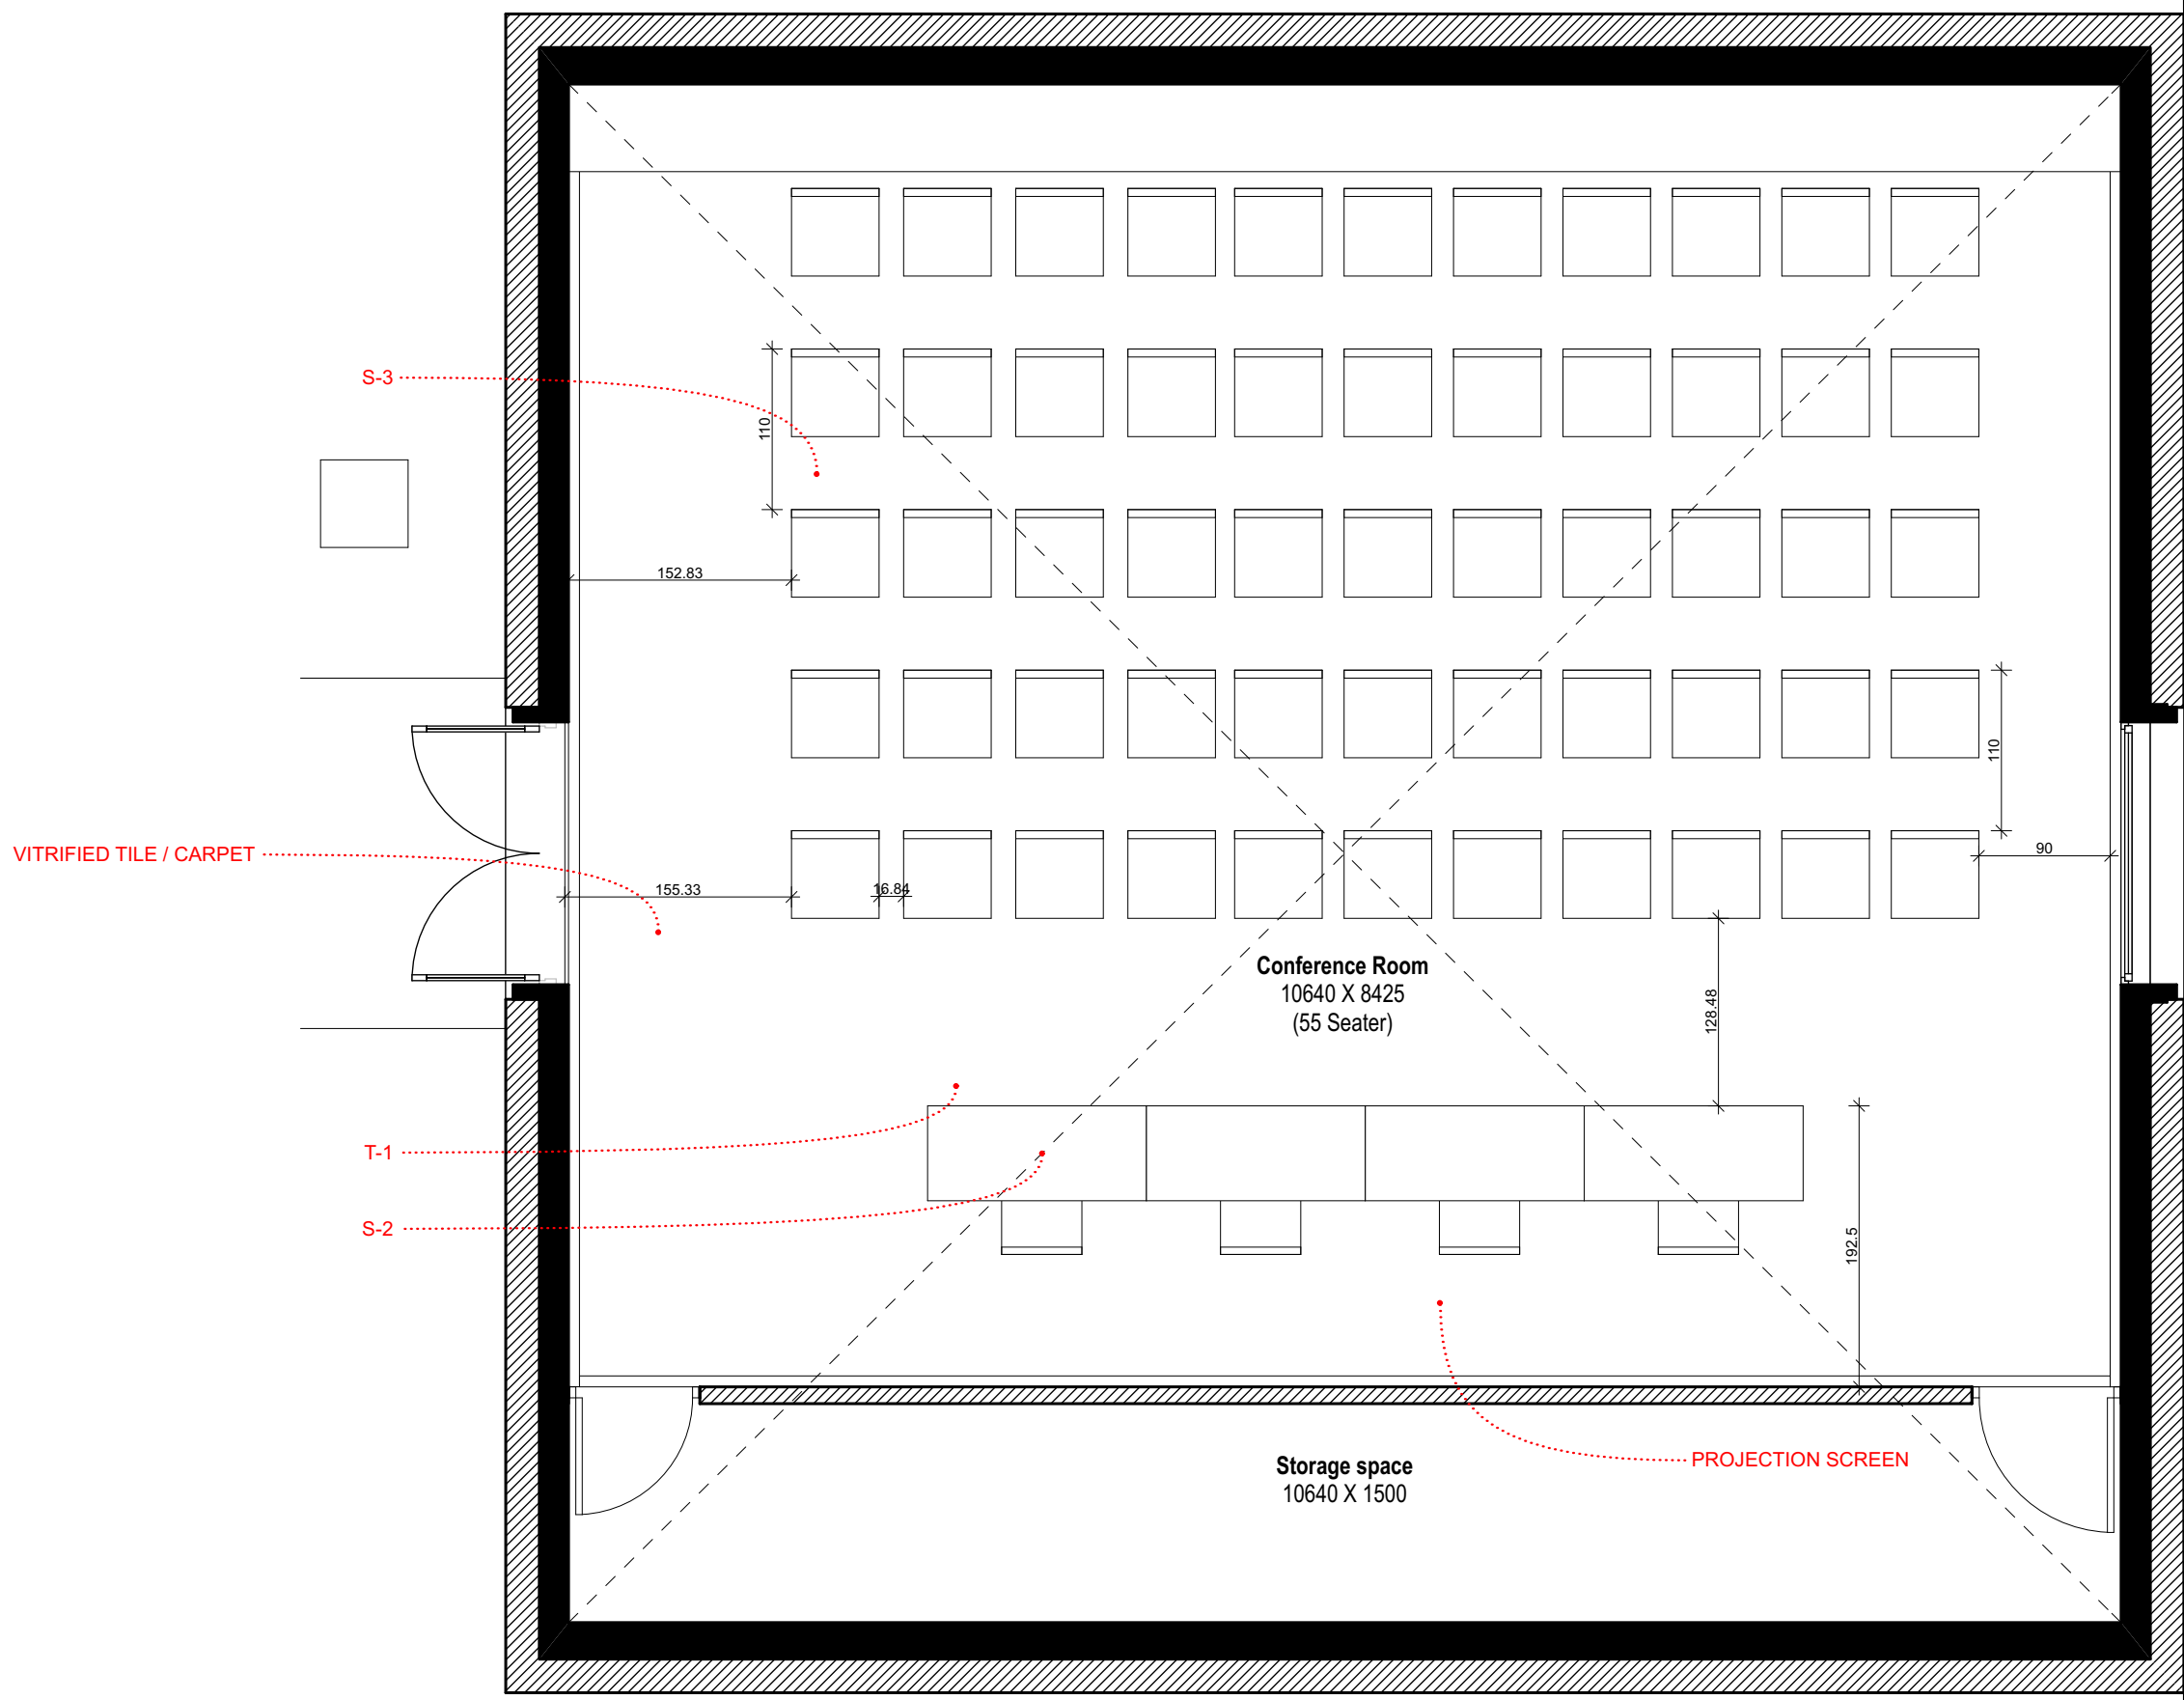 S-3
110
152.83
110
VITRIFIED TILE / CARPET
90
155.33
16.84
Conference Room
10640 X 8425
(55 Seater)
128.48
T-1
S-2
192.5
Storage space
10640 X 1500
PROJECTION SCREEN